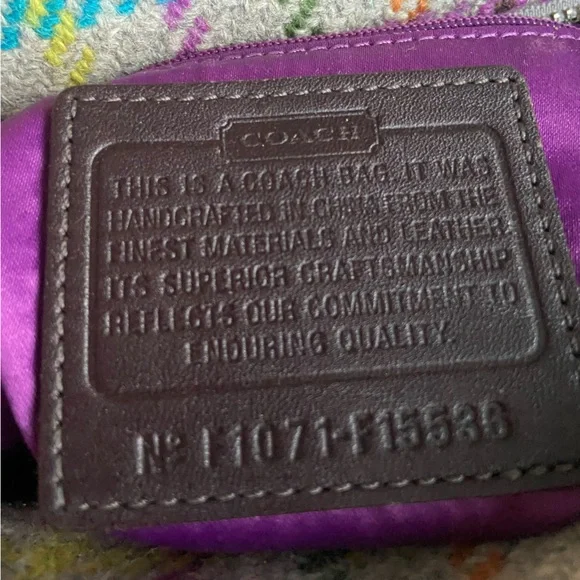 COACH
THIS IS A COACH BAG. IT WAS
HANDCRAFTED IN CHINA FROM THE
FINEST MATERIALS AND LEATHER.
ITS SUPERIOR CRAFTSMANSHIP
REFLECTS OUR COMMITMENT TO
ENDURING QUALITY.
Nº F1071-F15536